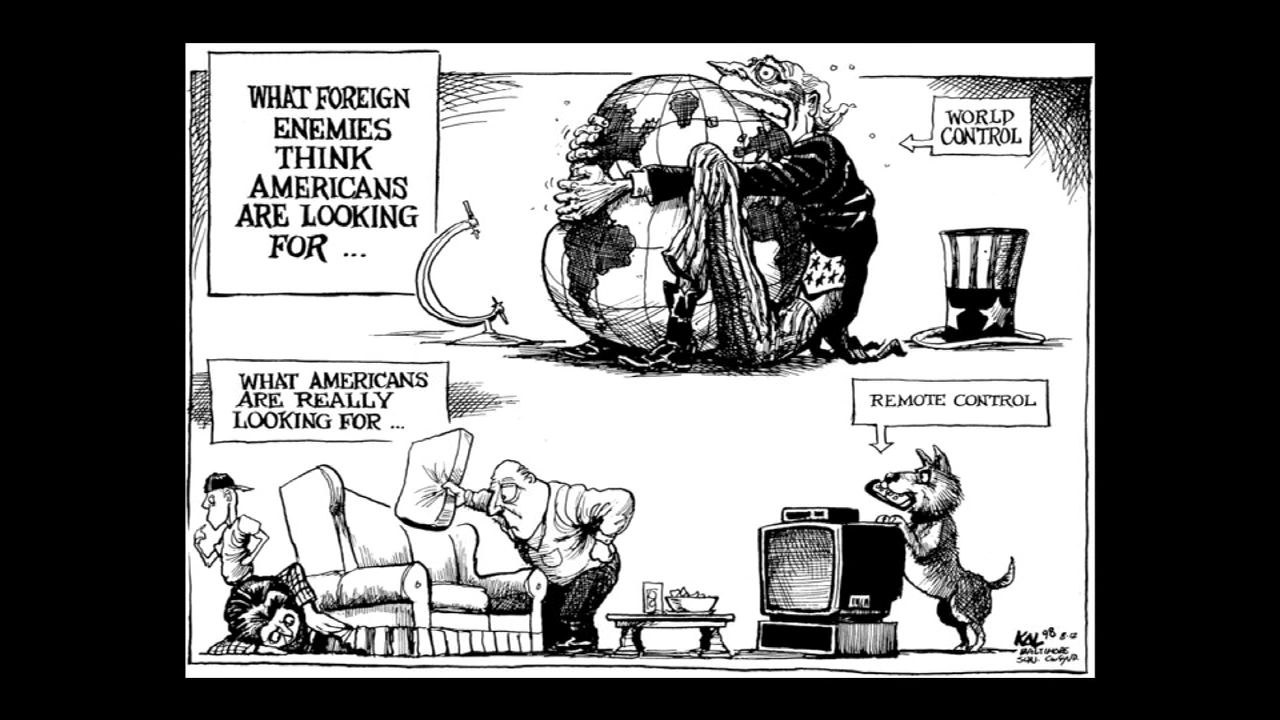 WHAT FOREIGN
ENEMIES
THINK
AMERICANS
ARE LOOKING
FOR ...
WORLD
CONTROL
WHAT AMERICANS
ARE REALLY
LOOKING FOR ...
REMOTE CONTROL
KAL 98
BALTIMORE
SUN.